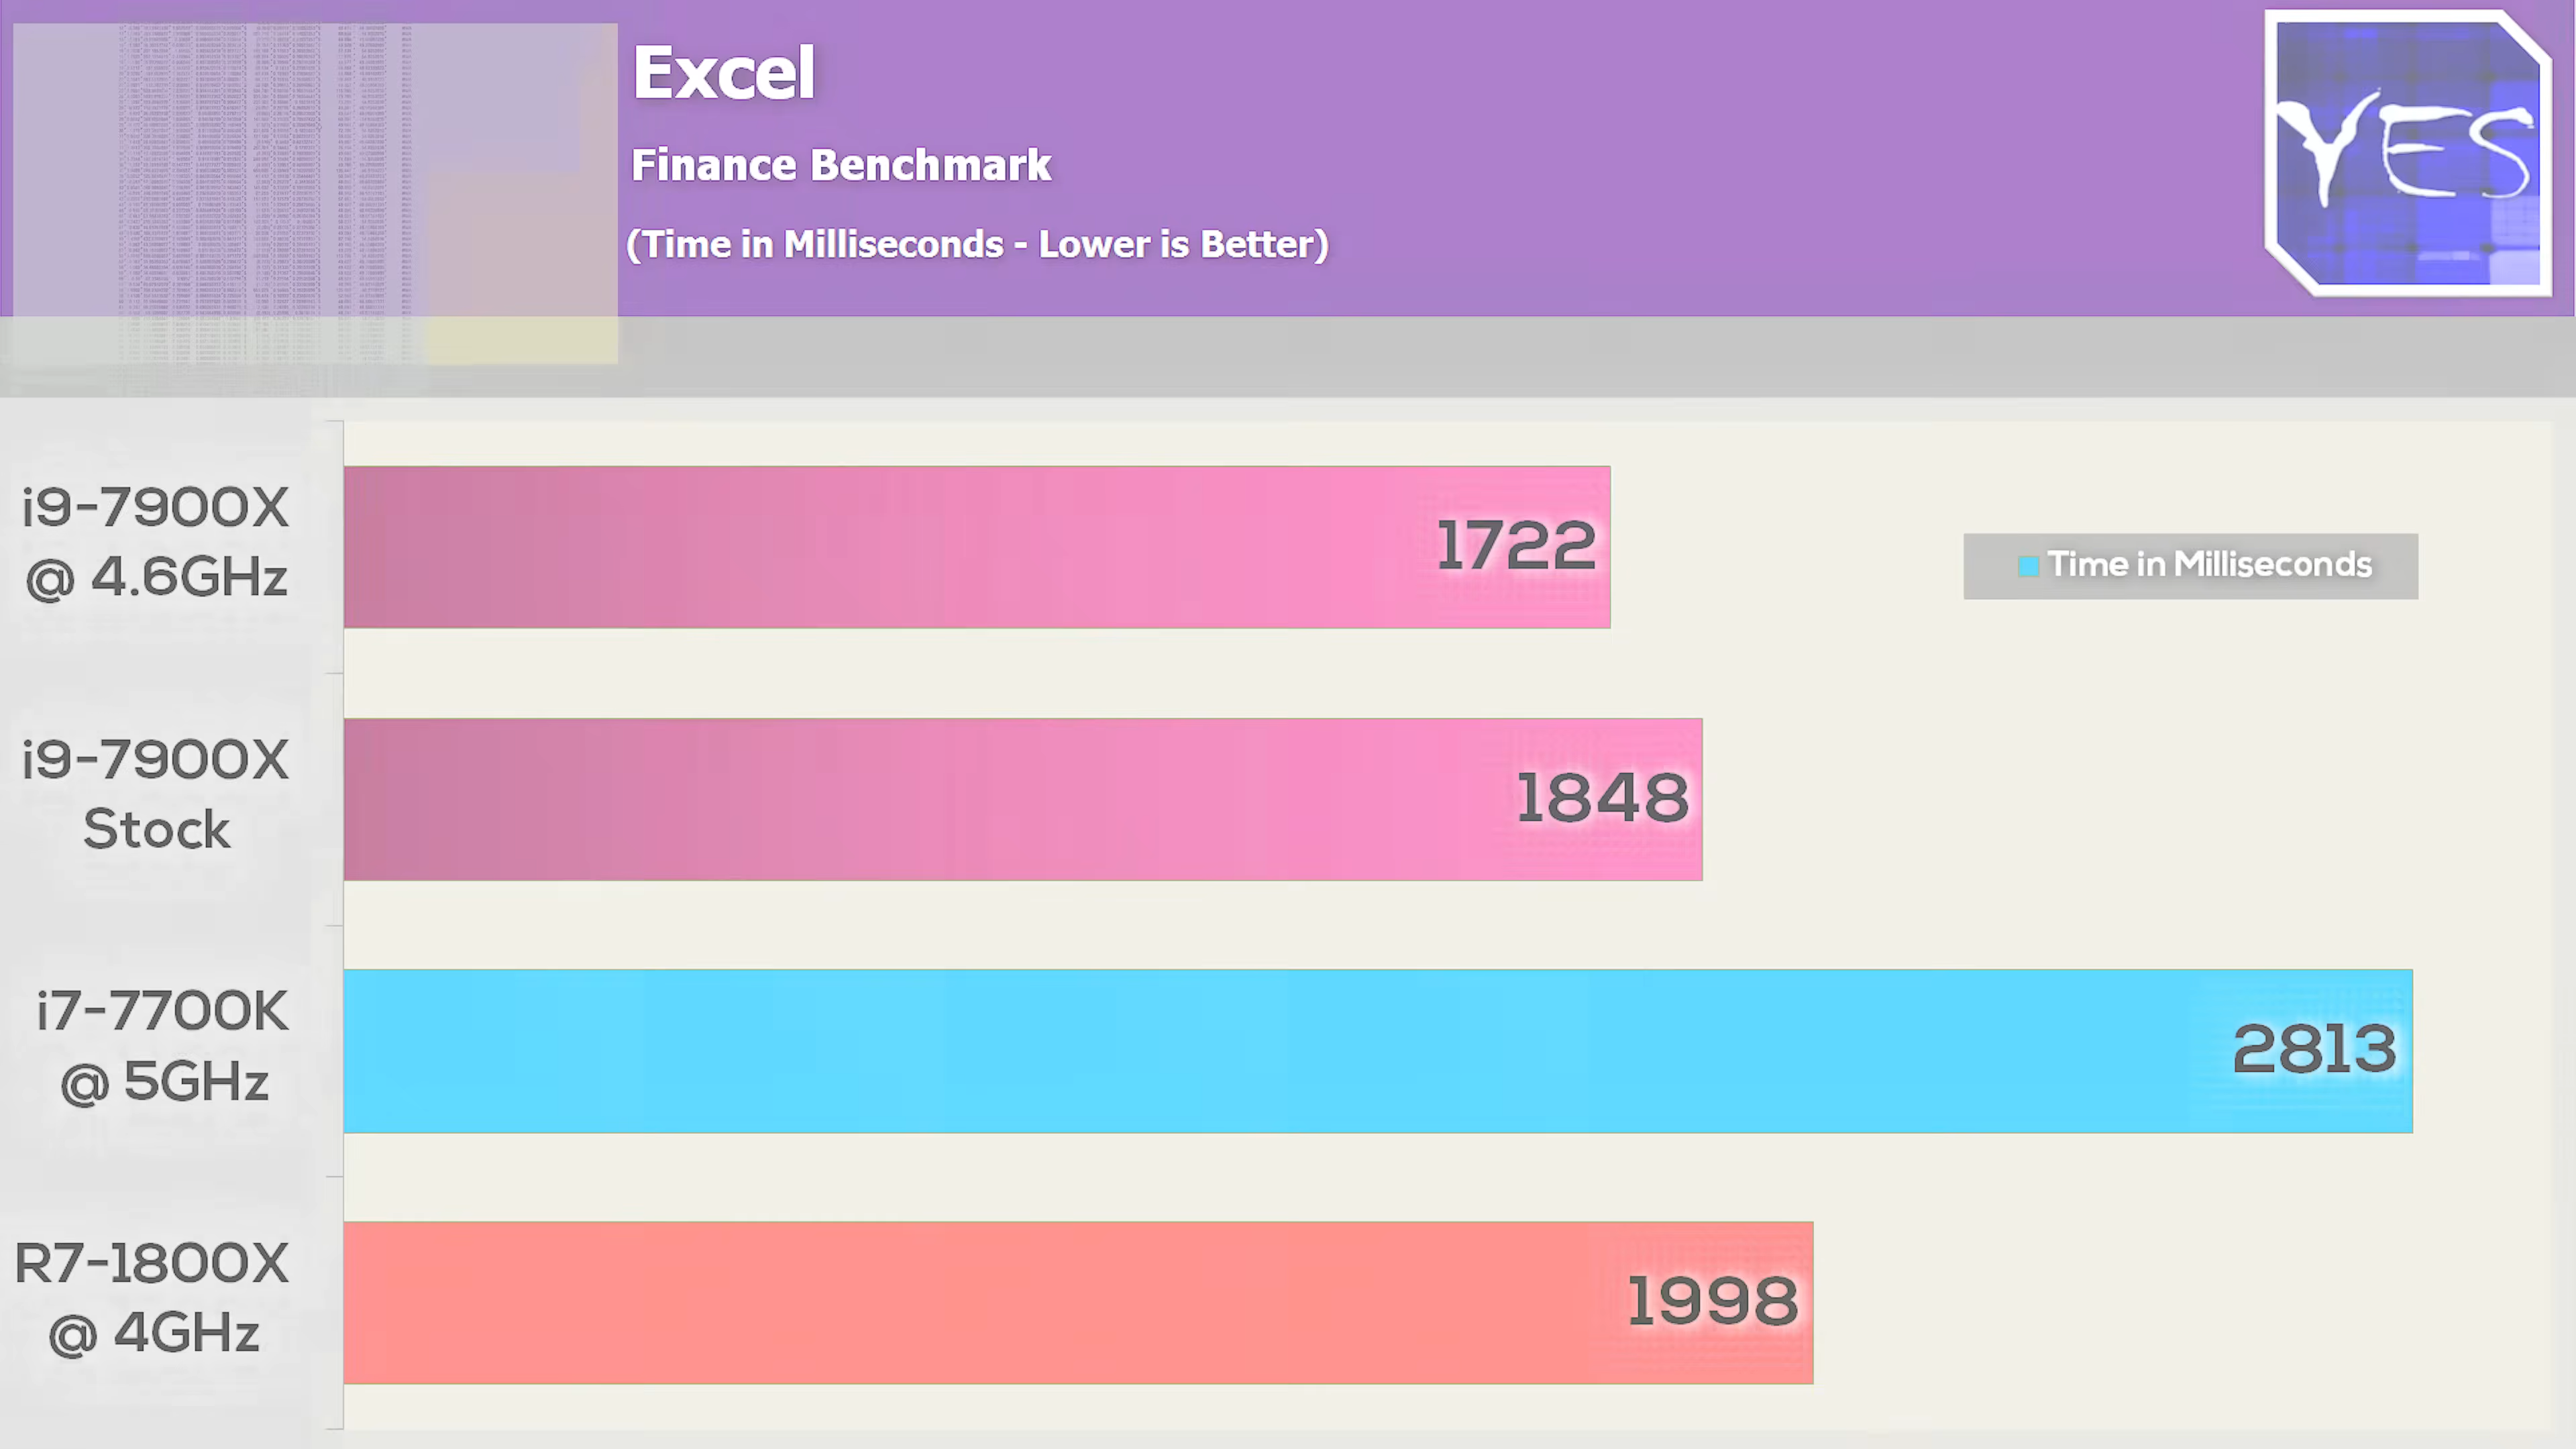 Excel
Finance Benchmark
(Time in Milliseconds - Lower is Better)
YES
i9-7900X
@ 4.6GHz
1722
Time in Milliseconds
i9-7900X
Stock
1848
i7-7700K
@ 5GHz
2813
R7-1800X
@ 4GHz
1998